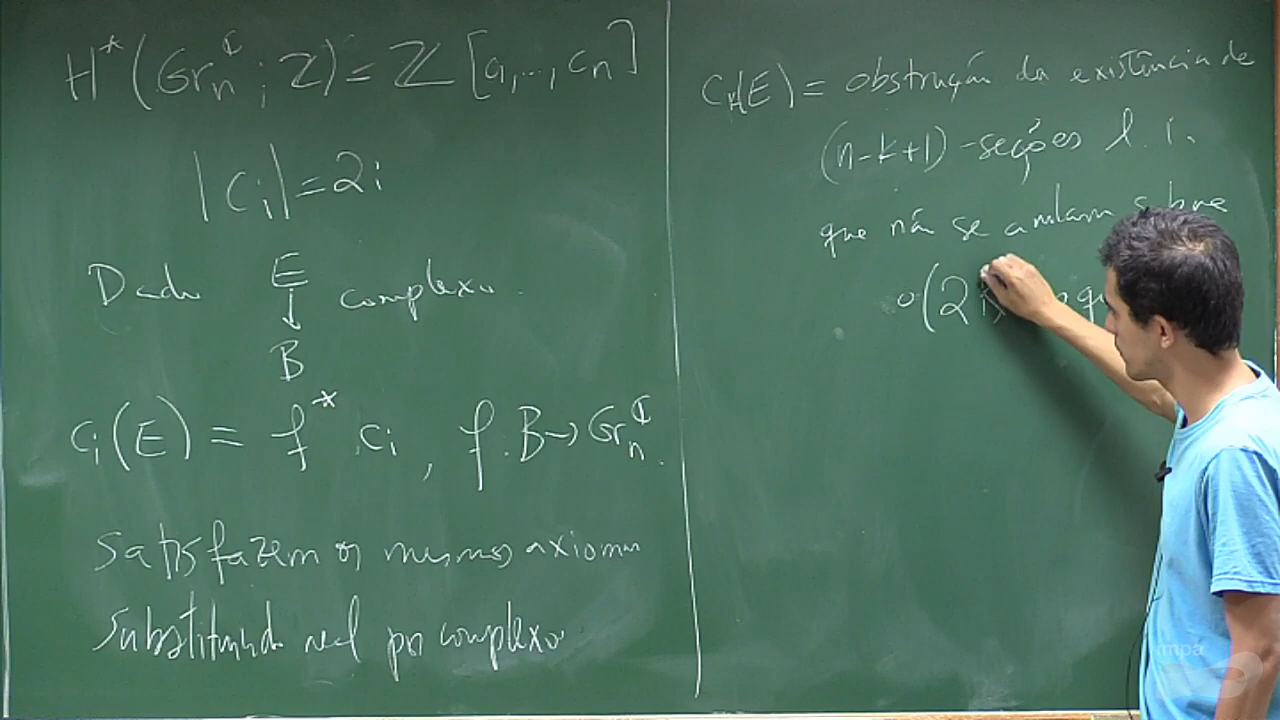 H*(Gr_n^ℂ; ℤ) = ℤ[c_1, ..., c_n]
|c_i| = 2i
Dado E ↓ B complexo.
c_i(E) = f* c_i, f: B → Gr_n^ℂ.
Satisfazem os mesmos axiomas
substituindo real por complexo
c_k(E) = obstrução da existência de
(n-k+1)-seções l.i.
que não se anulam sobre
o (2
impa